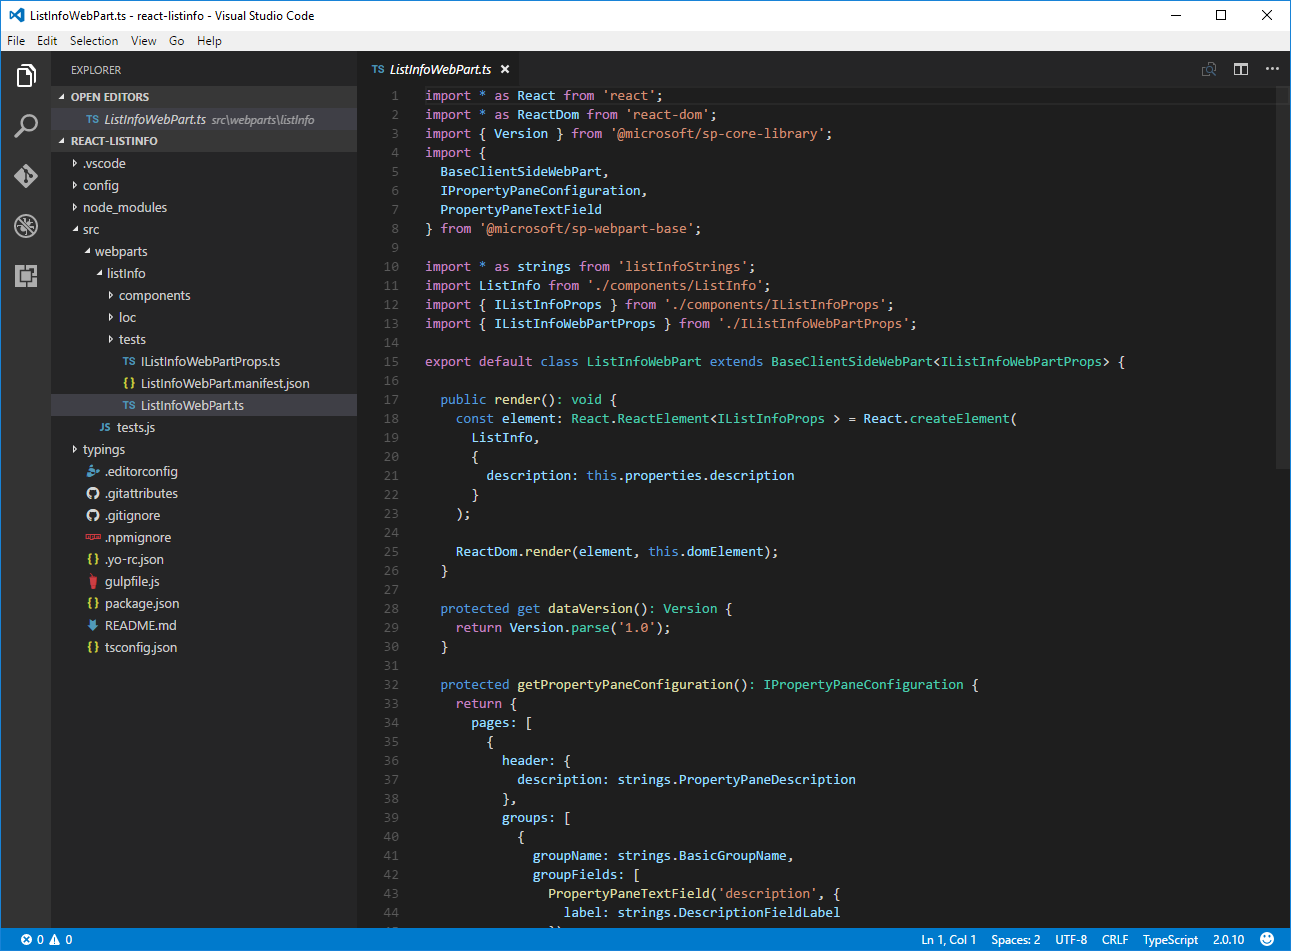 ListInfoWebPart.ts - react-listinfo - Visual Studio Code
File Edit Selection View Go Help
EXPLORER
OPEN EDITORS
TS ListInfoWebPart.ts src\webparts\listInfo
REACT-LISTINFO
.vscode
config
node_modules
src
webparts
listInfo
components
loc
tests
TS IListInfoWebPartProps.ts
{} ListInfoWebPart.manifest.json
TS ListInfoWebPart.ts
JS tests.js
typings
.editorconfig
.gitattributes
.gitignore
.npmignore
{} .yo-rc.json
gulpfile.js
{} package.json
README.md
{} tsconfig.json
TS ListInfoWebPart.ts
1 import * as React from 'react';
2 import * as ReactDom from 'react-dom';
3 import { Version } from '@microsoft/sp-core-library';
4 import {
5   BaseClientSideWebPart,
6   IPropertyPaneConfiguration,
7   PropertyPaneTextField
8 } from '@microsoft/sp-webpart-base';
9
10 import * as strings from 'listInfoStrings';
11 import ListInfo from './components/ListInfo';
12 import { IListInfoProps } from './components/IListInfoProps';
13 import { IListInfoWebPartProps } from './IListInfoWebPartProps';
14
15 export default class ListInfoWebPart extends BaseClientSideWebPart<IListInfoWebPartProps> {
16
17   public render(): void {
18     const element: React.ReactElement<IListInfoProps > = React.createElement(
19       ListInfo,
20       {
21         description: this.properties.description
22       }
23     );
24
25     ReactDom.render(element, this.domElement);
26   }
27
28   protected get dataVersion(): Version {
29     return Version.parse('1.0');
30   }
31
32   protected getPropertyPaneConfiguration(): IPropertyPaneConfiguration {
33     return {
34       pages: [
35         {
36           header: {
37             description: strings.PropertyPaneDescription
38           },
39           groups: [
40             {
41               groupName: strings.BasicGroupName,
42               groupFields: [
43                 PropertyPaneTextField('description', {
44                   label: strings.DescriptionFieldLabel
0 0 Ln 1, Col 1 Spaces: 2 UTF-8 CRLF TypeScript 2.0.10